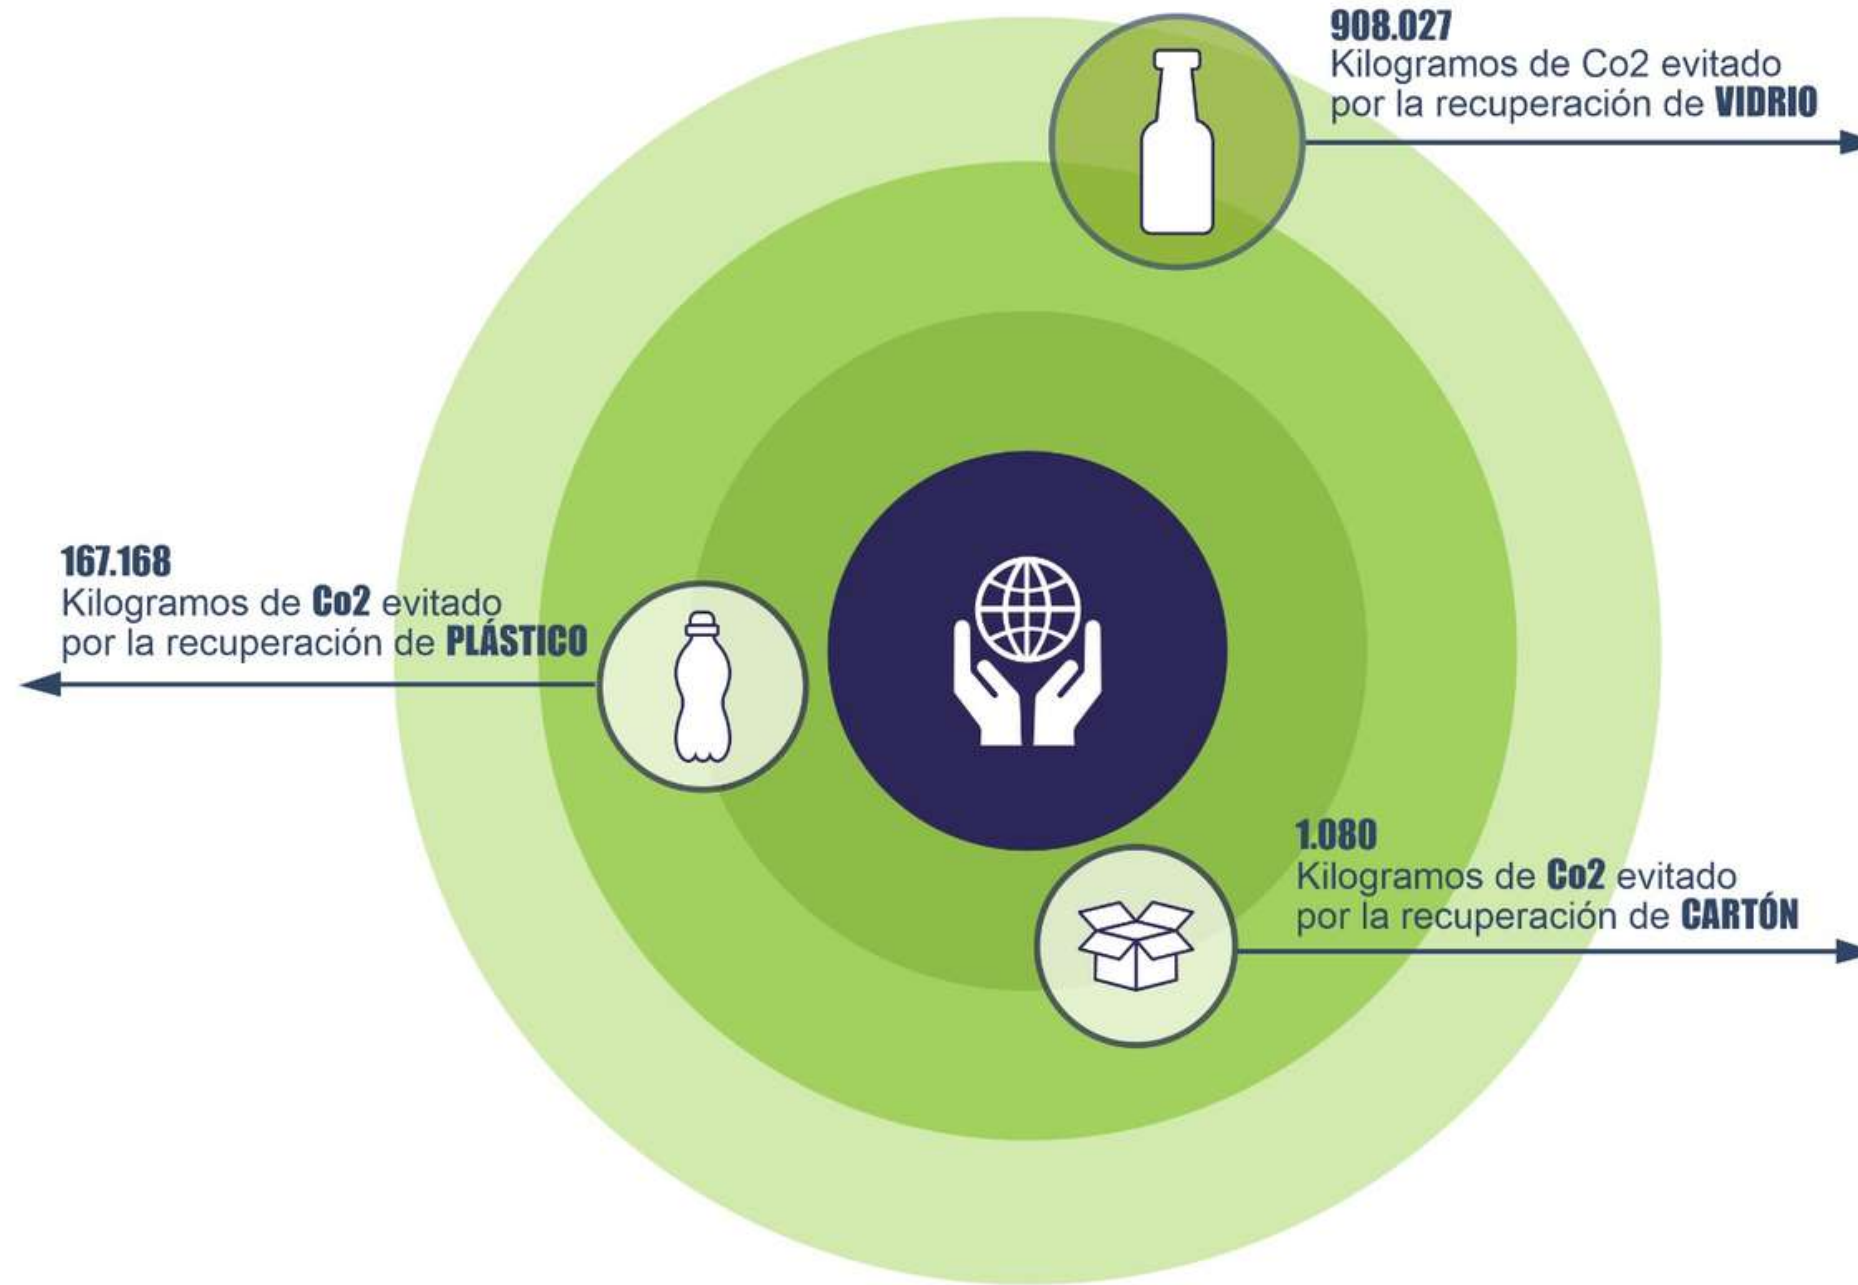 908.027
Kilogramos de Co2 evitado
por la recuperación de VIDRIO
167.168
Kilogramos de Co2 evitado
por la recuperación de PLÁSTICO
1.080
Kilogramos de Co2 evitado
por la recuperación de CARTÓN